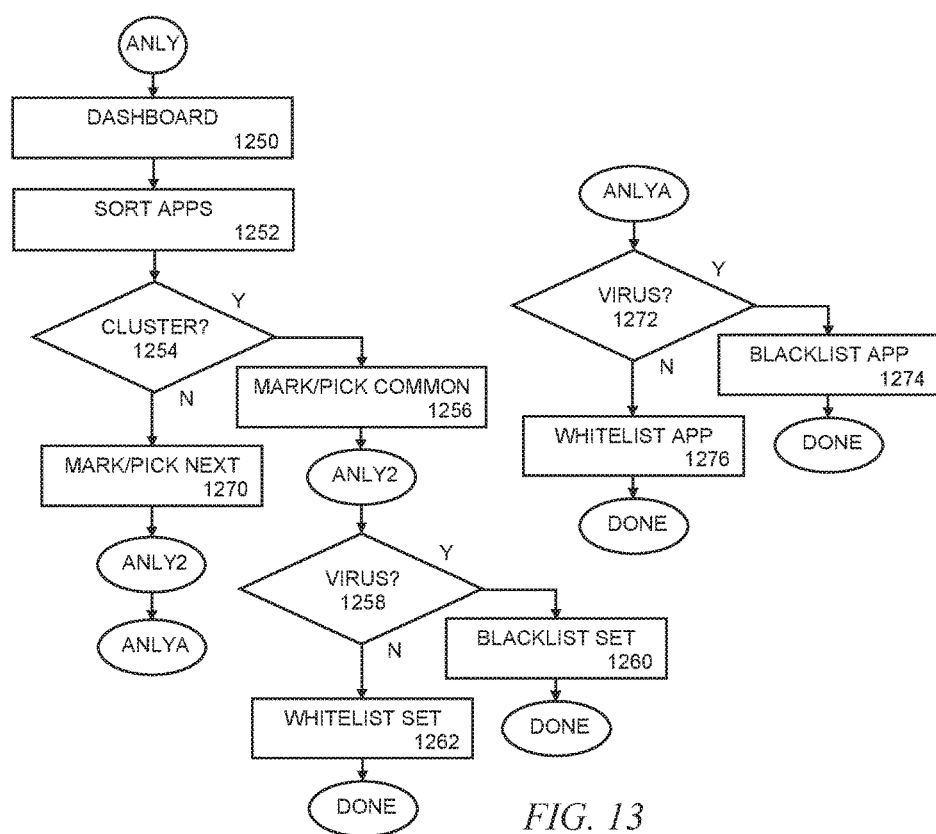 ANLY
DASHBOARD
1250
SORT APPS
1252
CLUSTER?
1254
Y
N
MARK/PICK COMMON
1256
MARK/PICK NEXT
1270
ANLY2
ANLYA
ANLY2
VIRUS?
1258
Y
N
BLACKLIST SET
1260
DONE
WHITELIST SET
1262
DONE
ANLYA
VIRUS?
1272
Y
N
BLACKLIST APP
1274
DONE
WHITELIST APP
1276
DONE
FIG. 13